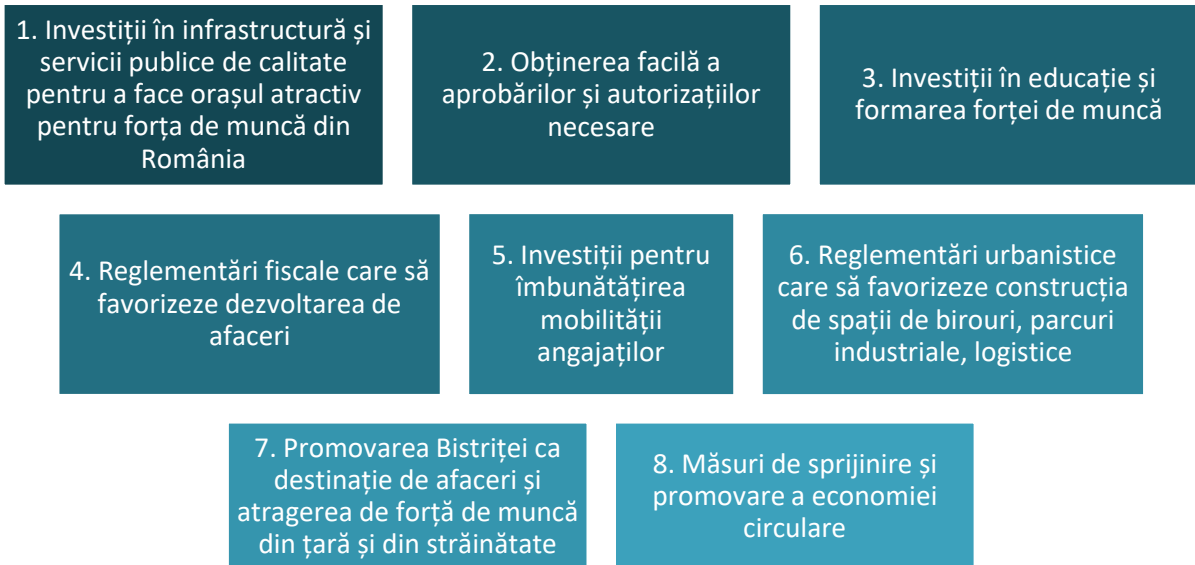 1. Investiții în infrastructură și
servicii publice de calitate
pentru a face orașul atractiv
pentru forța de muncă din
România
2. Obținerea facilă a
aprobărilor și autorizațiilor
necesare
3. Investiții în educație și
formarea forței de muncă
4. Reglementări fiscale care să
favorizeze dezvoltarea de
afaceri
5. Investiții pentru
îmbunătățirea
mobilității
angajaților
6. Reglementări urbanistice
care să favorizeze construcția
de spații de birouri, parcuri
industriale, logistice
7. Promovarea Bistriței ca
destinație de afaceri și
atragerea de forță de muncă
din țară și din străinătate
8. Măsuri de sprijinire și
promovare a economiei
circulare